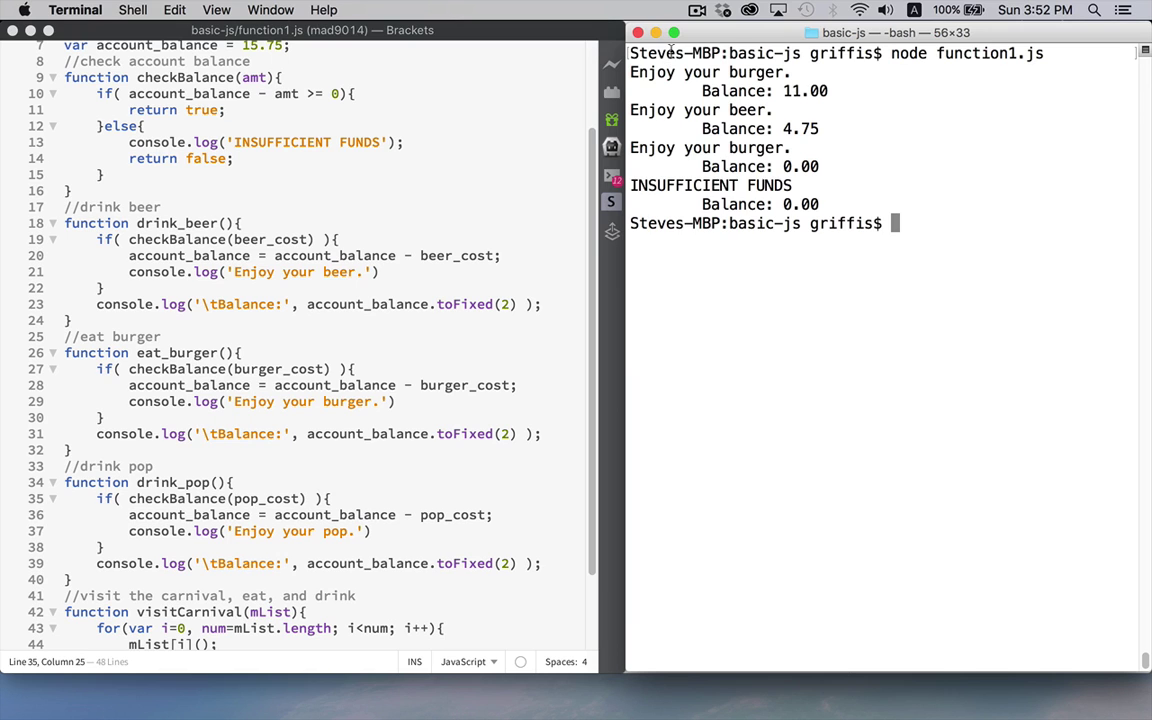 Terminal Shell Edit View Window Help 100% Sun 3:52 PM
basic-js/function1.js (mad9014) — Brackets
7 var account_balance = 15.75;
8 //check account balance
9 function checkBalance(amt){
10 if( account_balance - amt >= 0){
11 return true;
12 }else{
13 console.log('INSUFFICIENT FUNDS');
14 return false;
15 }
16 }
17 //drink beer
18 function drink_beer(){
19 if( checkBalance(beer_cost) ){
20 account_balance = account_balance - beer_cost;
21 console.log('Enjoy your beer.')
22 }
23 console.log('\tBalance:', account_balance.toFixed(2) );
24 }
25 //eat burger
26 function eat_burger(){
27 if( checkBalance(burger_cost) ){
28 account_balance = account_balance - burger_cost;
29 console.log('Enjoy your burger.')
30 }
31 console.log('\tBalance:', account_balance.toFixed(2) );
32 }
33 //drink pop
34 function drink_pop(){
35 if( checkBalance(pop_cost) ){
36 account_balance = account_balance - pop_cost;
37 console.log('Enjoy your pop.')
38 }
39 console.log('\tBalance:', account_balance.toFixed(2) );
40 }
41 //visit the carnival, eat, and drink
42 function visitCarnival(mList){
43 for(var i=0, num=mList.length; i<num; i++){
44 mList[i]();
Line 35, Column 25 — 48 Lines INS JavaScript Spaces: 4
12
S
basic-js — -bash — 56×33
Steves-MBP:basic-js griffis$ node function1.js
Enjoy your burger.
Balance: 11.00
Enjoy your beer.
Balance: 4.75
Enjoy your burger.
Balance: 0.00
INSUFFICIENT FUNDS
Balance: 0.00
Steves-MBP:basic-js griffis$